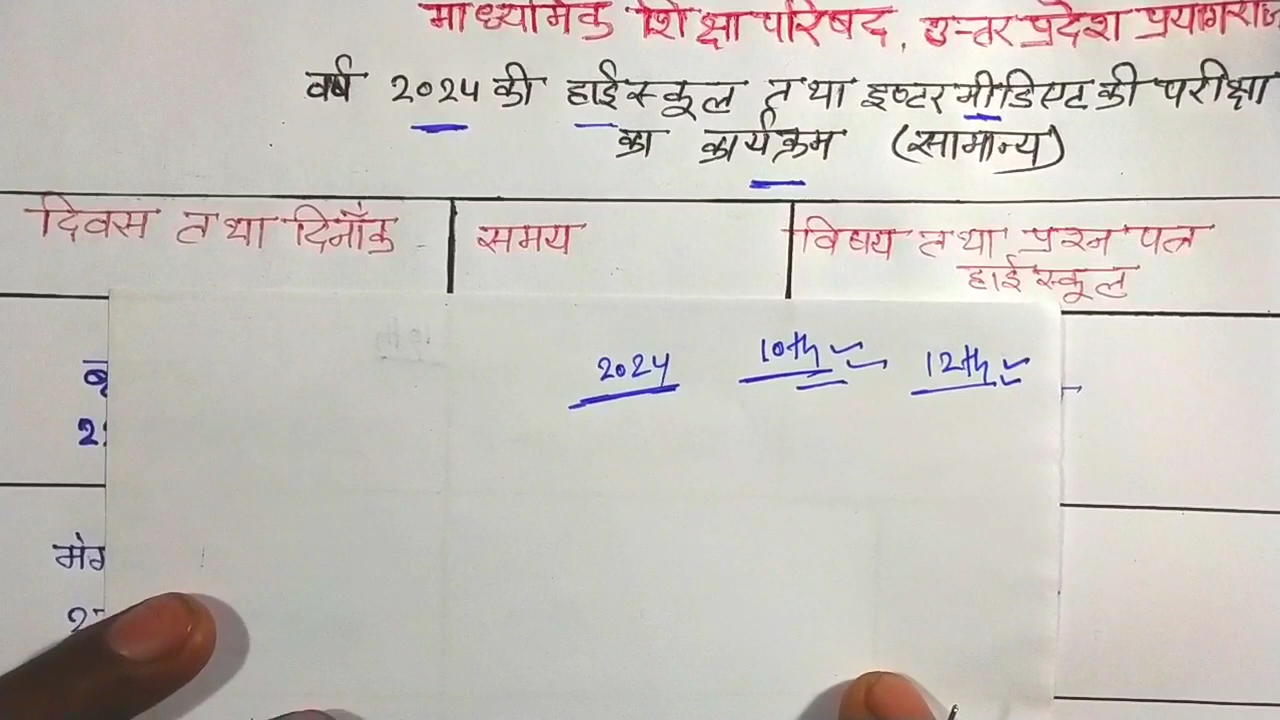 माध्यमिक शिक्षा परिषद, उत्तर प्रदेश प्रयागराज
वर्ष 2024 की हाईस्कूल तथा इण्टरमीडिएट की परीक्षा
का कार्यक्रम (सामान्य)
दिवस तथा दिनाँक समय विषय तथा प्रश्न पत्र
हाईस्कूल
2024 10th 12th